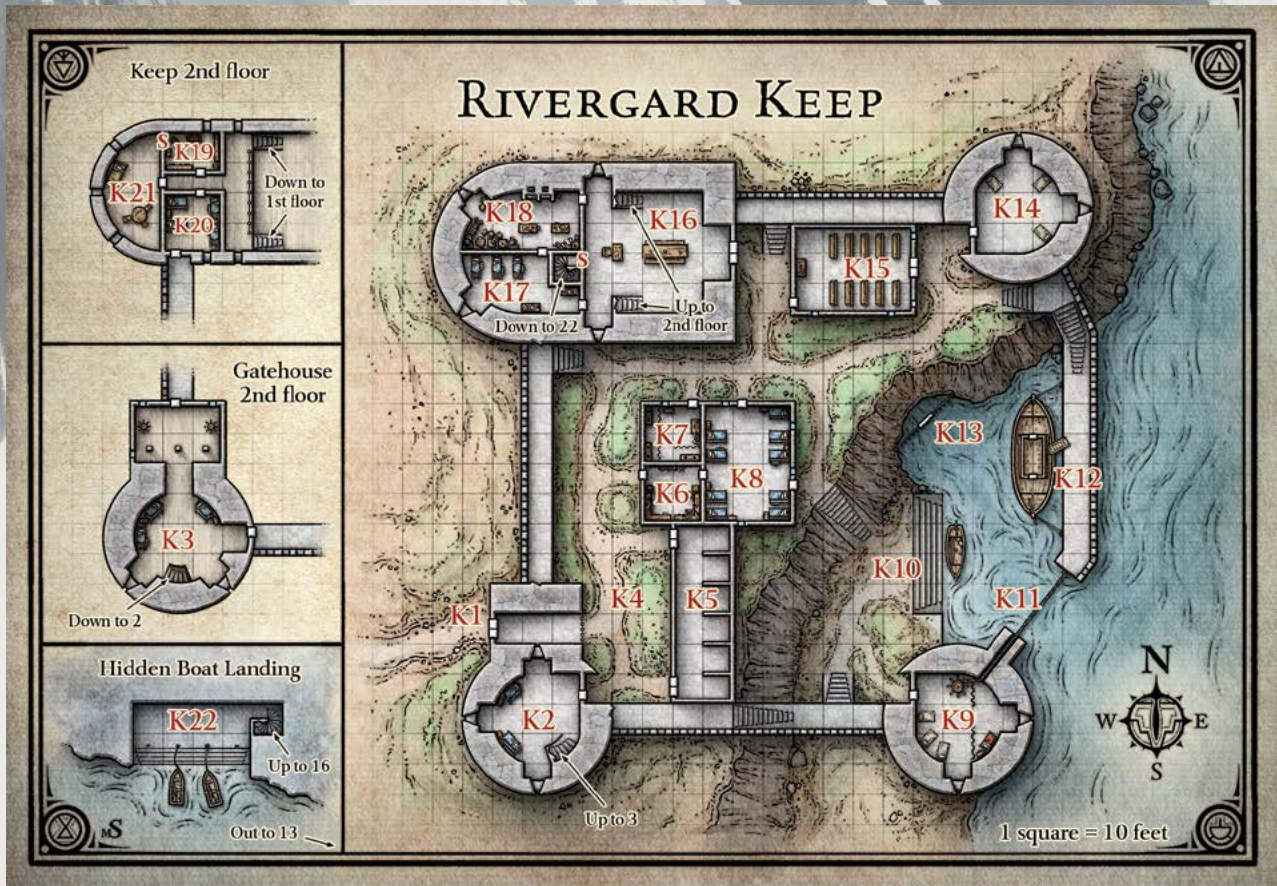 RIVERGARD KEEP
Keep 2nd floor
S
K19
K21
K20
Down to
1st floor
Gatehouse
2nd floor
K3
Down to 2
Hidden Boat Landing
K22
Up to 16
Out to 13
K18
K16
S
K17
Down to 22
Up to
2nd floor
K14
K15
K7
K6
K8
K13
K12
K10
K11
K1
K4
K5
K2
Up to 3
K9
N
W
E
S
1 square = 10 feet